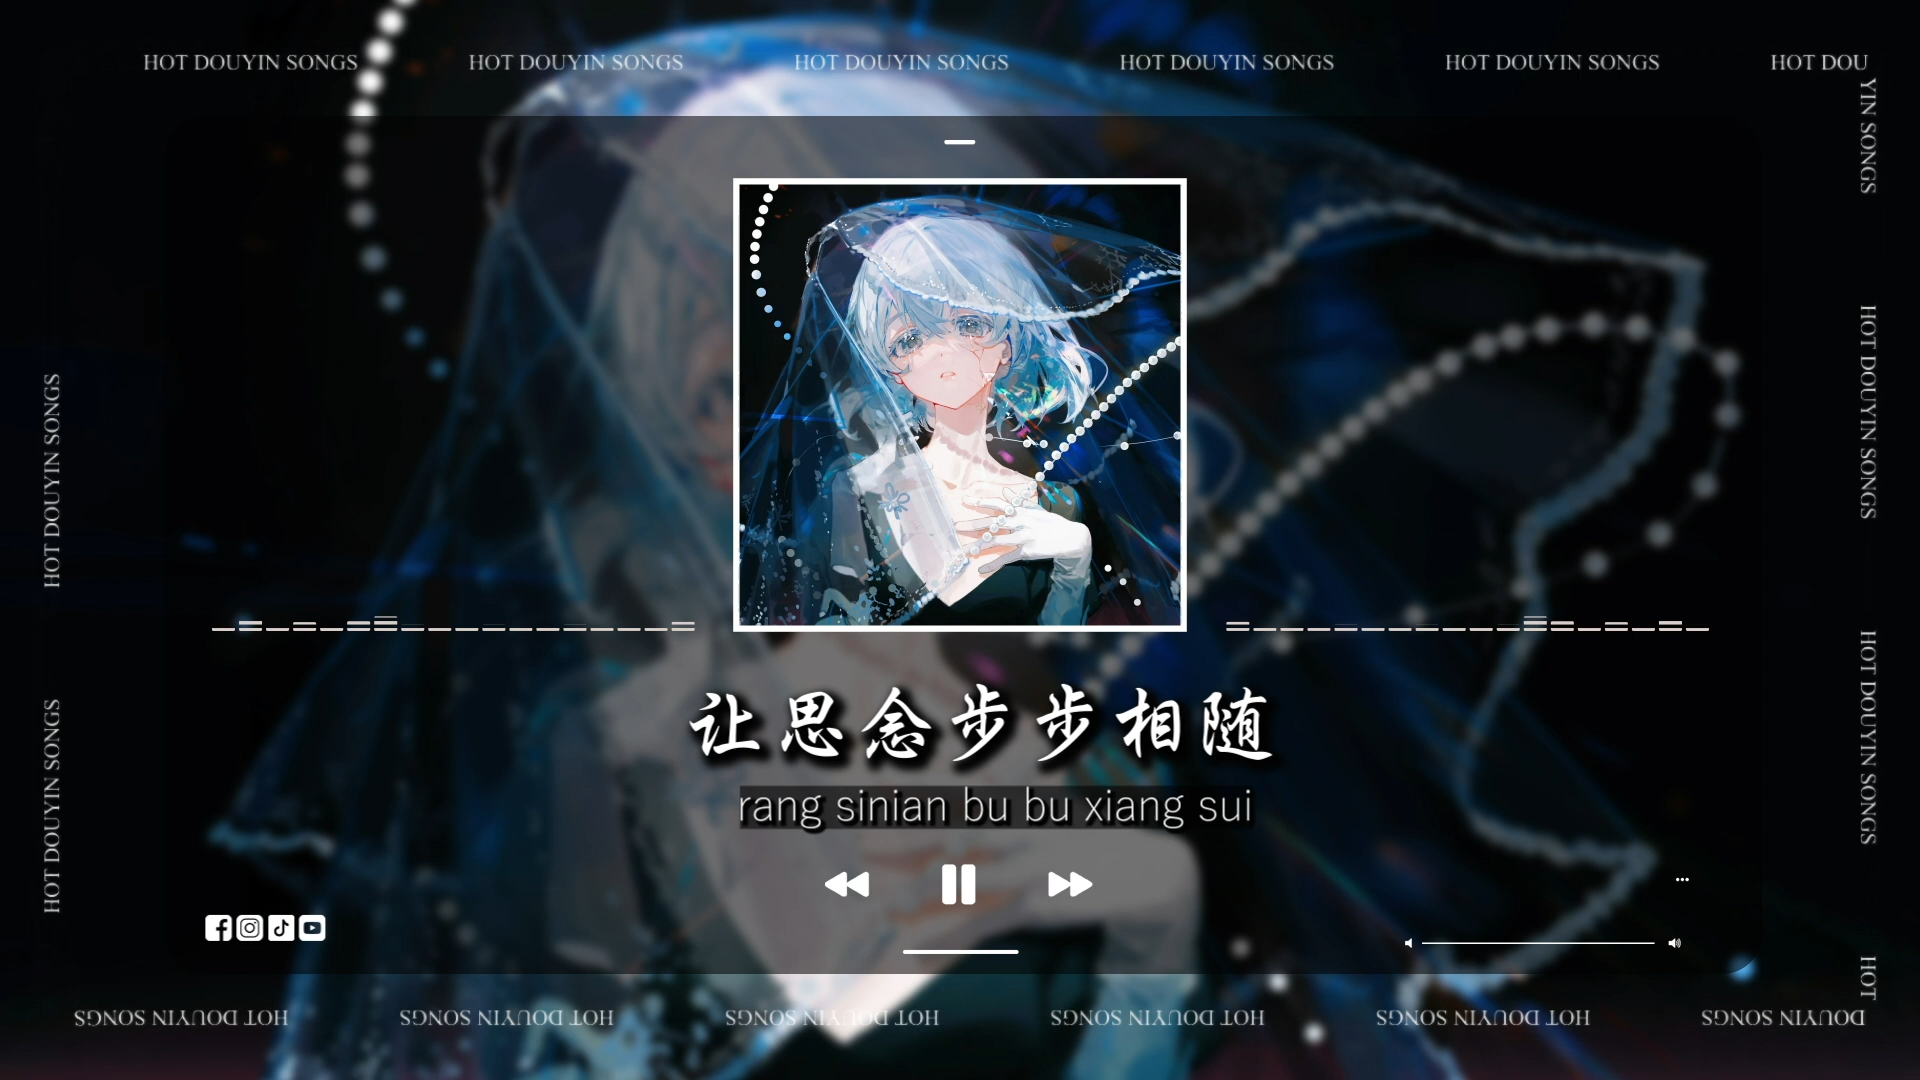 HOT DOUYIN SONGS HOT DOUYIN SONGS HOT DOUYIN SONGS HOT DOUYIN SONGS HOT DOUYIN SONGS HOT DOU
YIN SONGS
HOT DOUYIN SONGS
HOT DOUYIN SONGS
HOT
DOUYIN SONGS HOT DOUYIN SONGS HOT DOUYIN SONGS HOT DOUYIN SONGS HOT DOUYIN SONGS HOT DOUYIN SONGS
HOT DOUYIN SONGS
HOT DOUYIN SONGS
让思念步步相随
rang sinian bu bu xiang sui